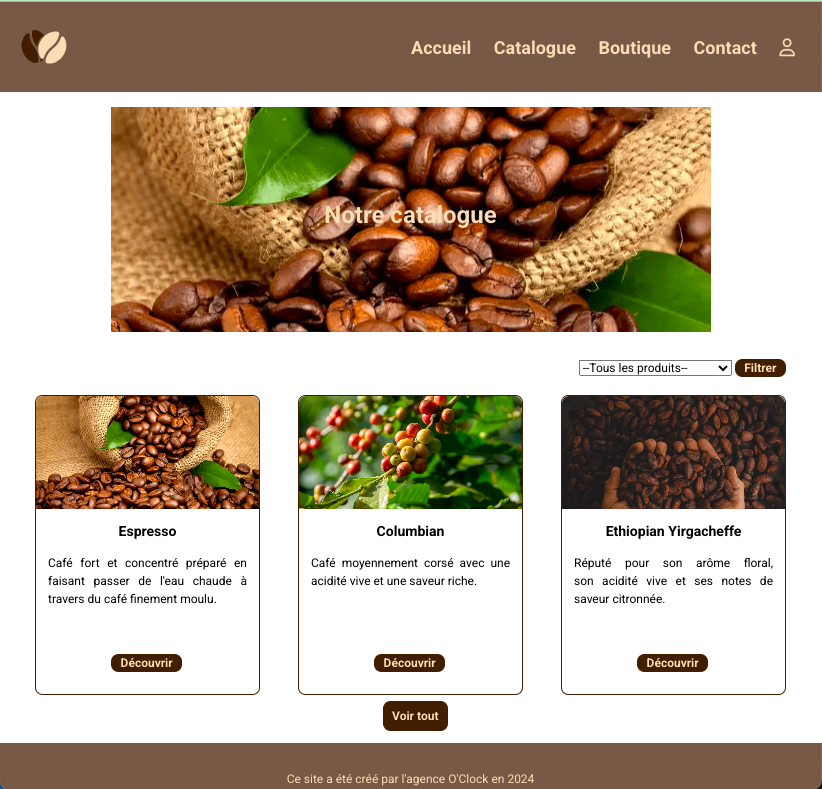 Accueil Catalogue Boutique Contact
Notre catalogue
--Tous les produits-- Filtrer
Espresso
Café fort et concentré préparé en
faisant passer de l'eau chaude à
travers du café finement moulu.
Découvrir
Columbian
Café moyennement corsé avec une
acidité vive et une saveur riche.
Découvrir
Ethiopian Yirgacheffe
Réputé pour son arôme floral,
son acidité vive et ses notes de
saveur citronnée.
Découvrir
Voir tout
Ce site a été créé par l'agence O'Clock en 2024